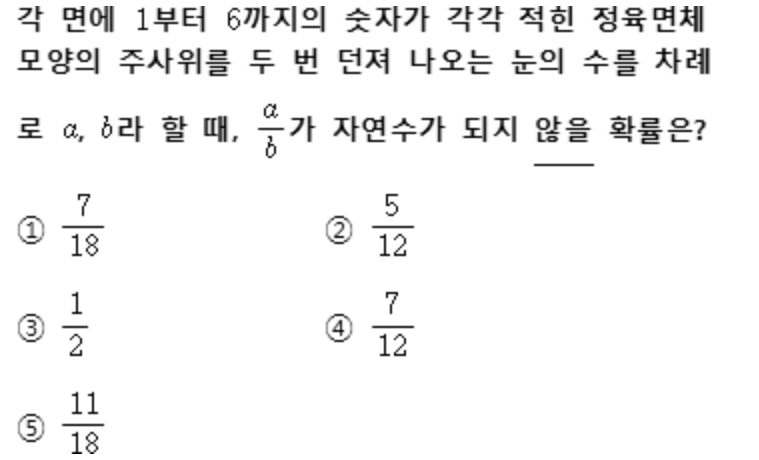 각 면에 1부터 6까지의 숫자가 각각 적힌 정육면체
모양의 주사위를 두 번 던져 나오는 눈의 수를 차례
로 a, b라 할 때, a/b가 자연수가 되지 않을 확률은?
① 7/18 ② 5/12
③ 1/2 ④ 7/12
⑤ 11/18